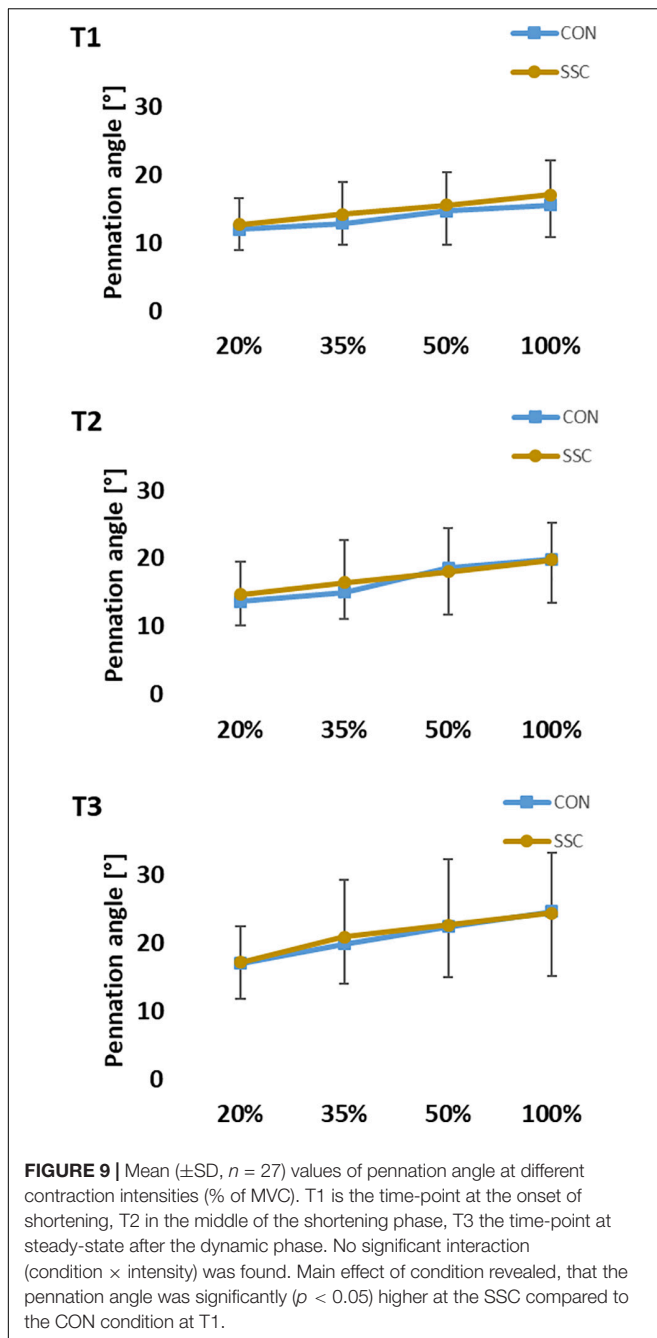 T1
CON
SSC
Pennation angle [°]
30
20
10
0
20% 35% 50% 100%
T2
CON
SSC
Pennation angle [°]
30
20
10
0
20% 35% 50% 100%
T3
CON
SSC
Pennation angle [°]
30
20
10
0
20% 35% 50% 100%
FIGURE 9 | Mean (±SD, n = 27) values of pennation angle at different
contraction intensities (% of MVC). T1 is the time-point at the onset of
shortening, T2 in the middle of the shortening phase, T3 the time-point at
steady-state after the dynamic phase. No significant interaction
(condition × intensity) was found. Main effect of condition revealed, that the
pennation angle was significantly (p < 0.05) higher at the SSC compared to
the CON condition at T1.